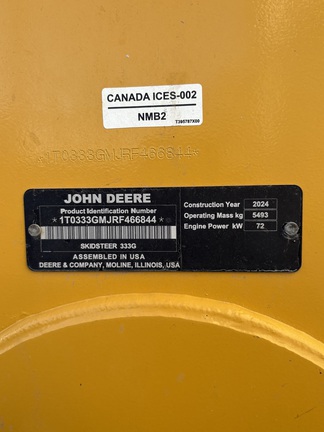 CANADA ICES-002
NMB2
T395787X00
*1T0333GMJRF466844*
JOHN DEERE
Product Identification Number
*1T0333GMJRF466844*
SKIDSTEER 333G
ASSEMBLED IN USA
DEERE & COMPANY, MOLINE, ILLINOIS, USA
Construction Year 2024
Operating Mass kg 5493
Engine Power kW 72